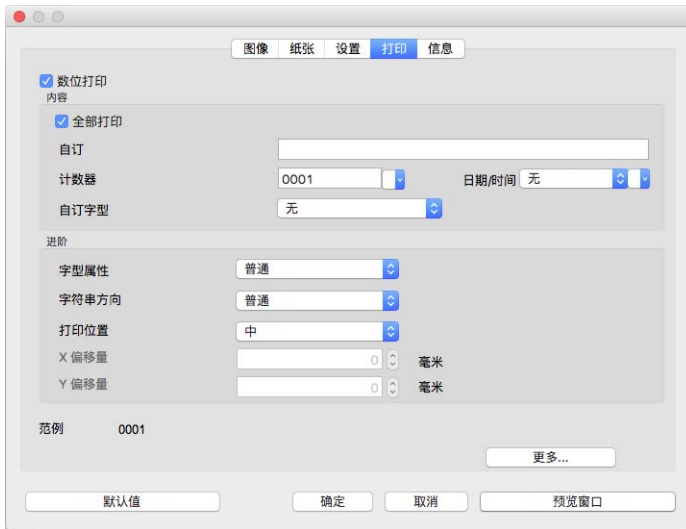 图像 纸张 设置 打印 信息
数位打印
内容
全部打印
自订
计数器 0001 日期/时间 无
自订字型 无
进阶
字型属性 普通
字符串方向 普通
打印位置 中
X 偏移量 0 毫米
Y 偏移量 0 毫米
范例 0001
更多...
默认值 确定 取消 预览窗口